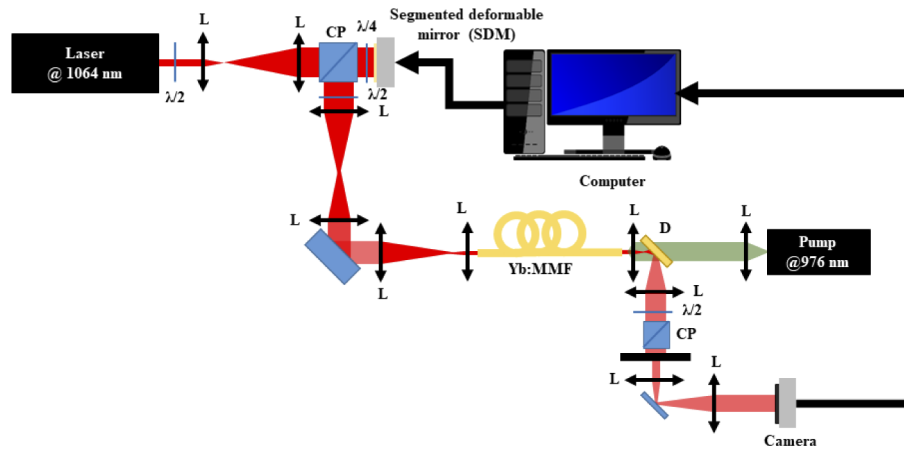 Segmented deformable
mirror (SDM)
L
L
CP
λ/4
Laser
@ 1064 nm
λ/2
λ/2
L
Computer
L
L
L
L
D
L
Yb:MMF
Pump
@976 nm
L
L
λ/2
CP
L
L
Camera